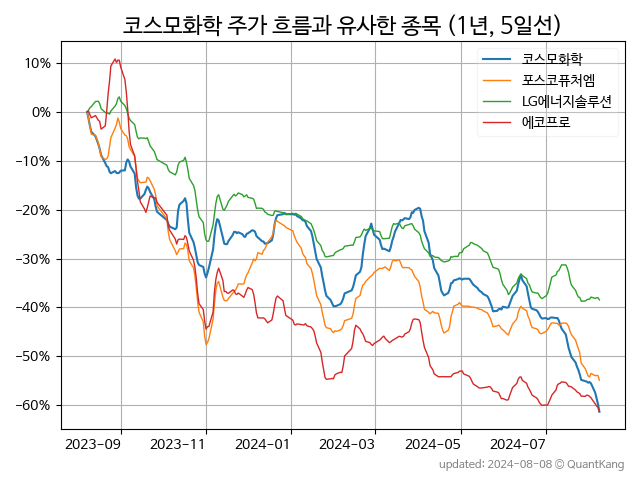 코스모화학 주가 흐름과 유사한 종목 (1년, 5일선)
코스모화학
포스코퓨처엠
LG에너지솔루션
에코프로
10%
0%
−10%
−20%
−30%
−40%
−50%
−60%
2023-09 2023-11 2024-01 2024-03 2024-05 2024-07
updated: 2024-08-08 © QuantKang